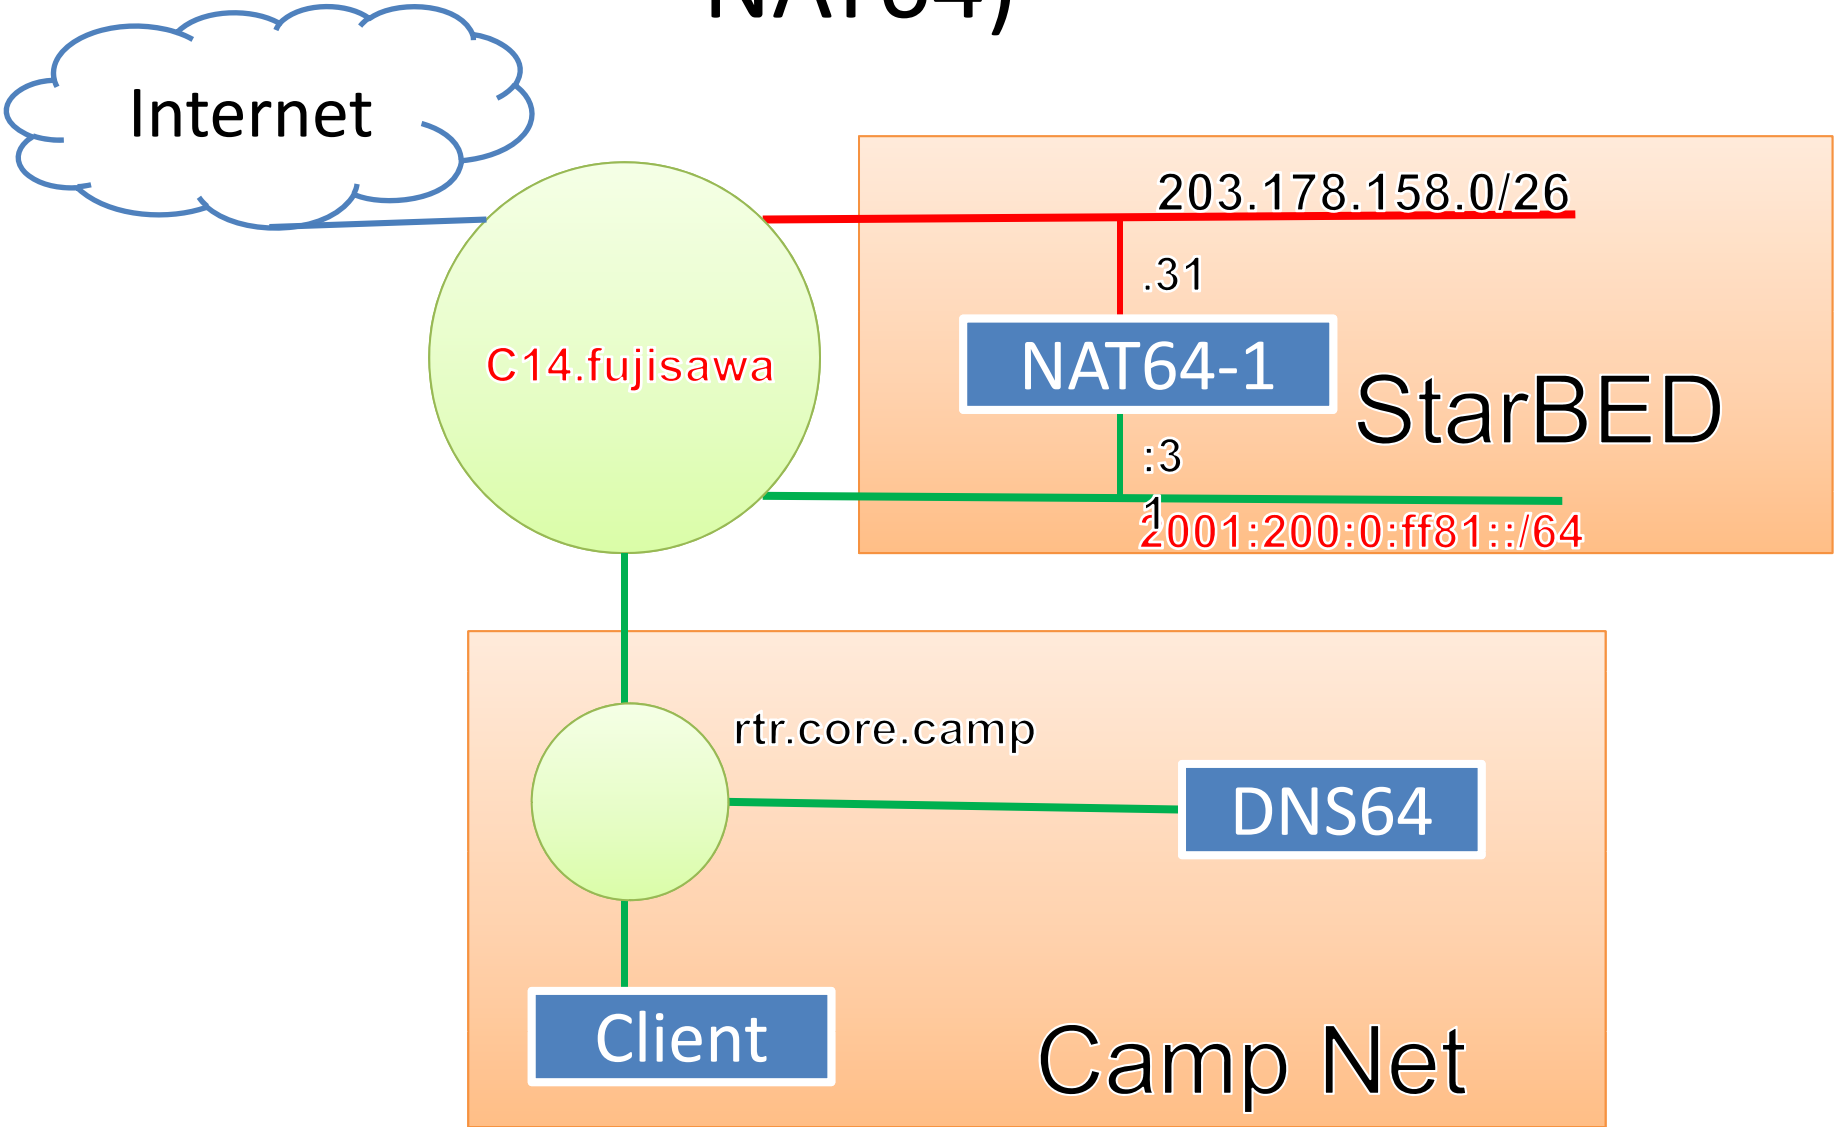 NAT64)
Internet
203.178.158.0/26
.31
C14.fujisawa
NAT64-1
StarBED
:3
1
2001:200:0:ff81::/64
rtr.core.camp
DNS64
Client
Camp Net